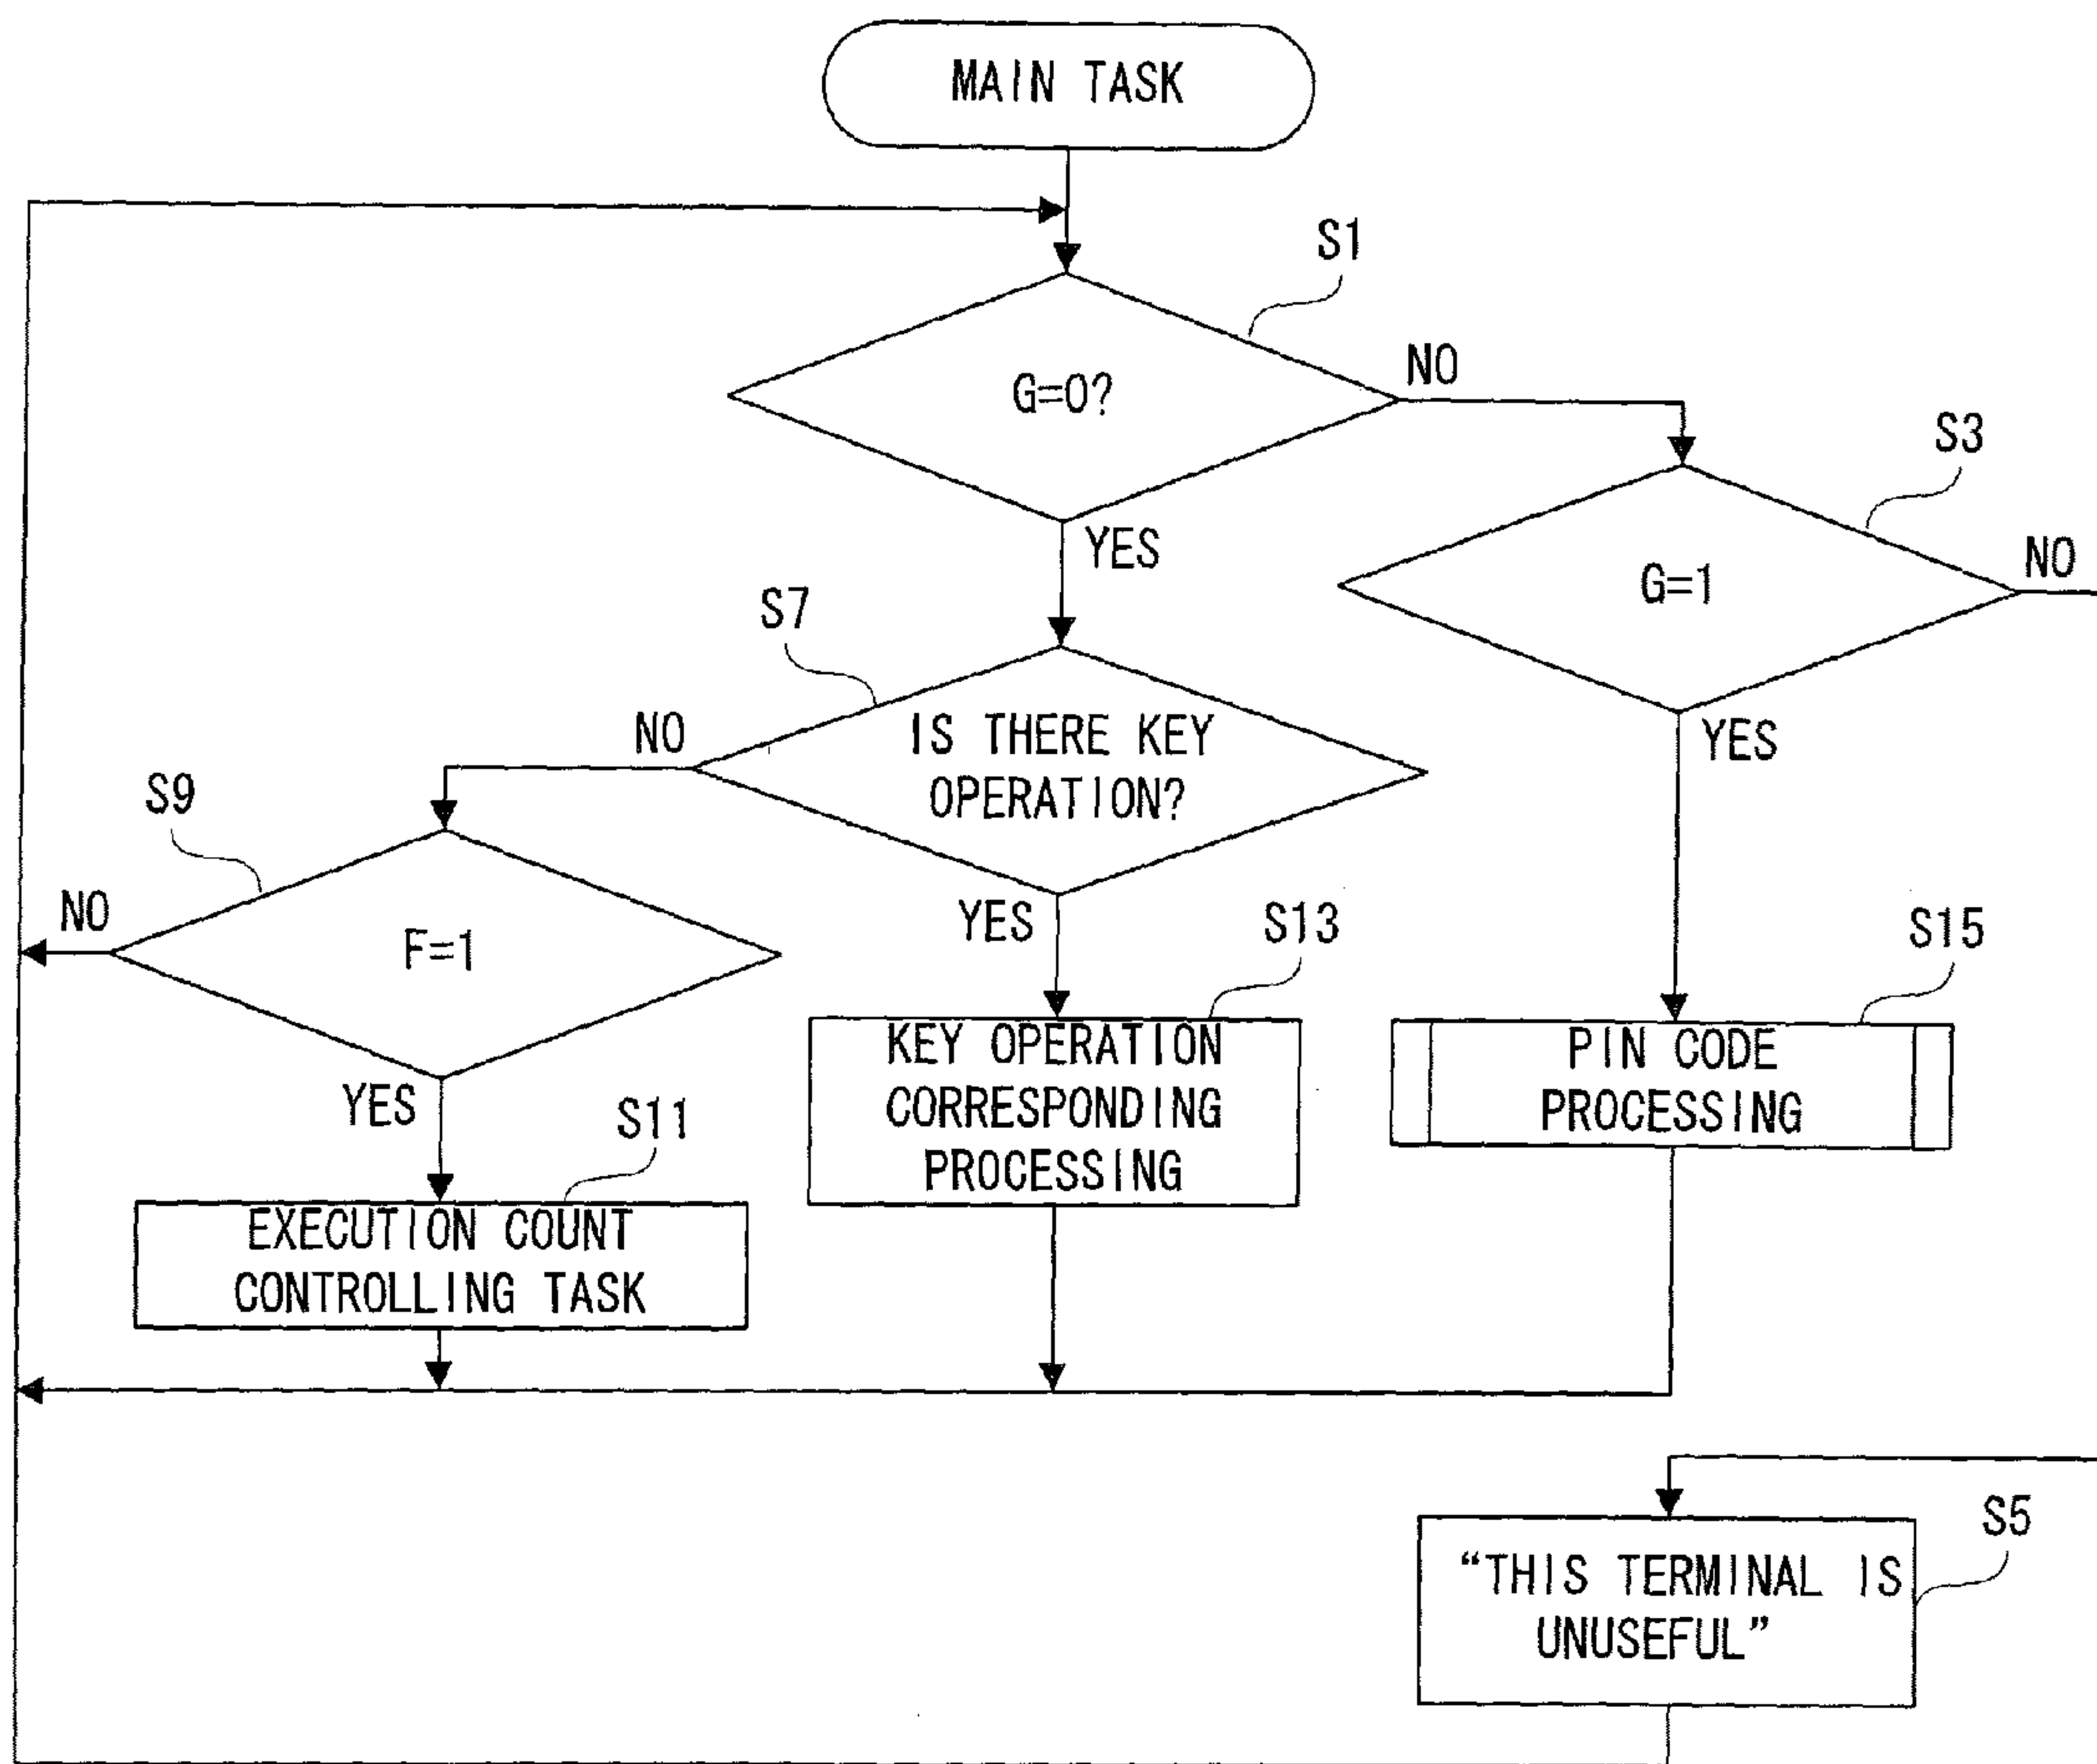 MAIN TASK
S1
G=0?
NO
YES
S3
G=1
NO
YES
S7
IS THERE KEY
OPERATION?
NO
YES
S9
F=1
NO
YES
S13
KEY OPERATION
CORRESPONDING
PROCESSING
S15
PIN CODE
PROCESSING
S11
EXECUTION COUNT
CONTROLLING TASK
S5
“THIS TERMINAL IS
UNUSEFUL”